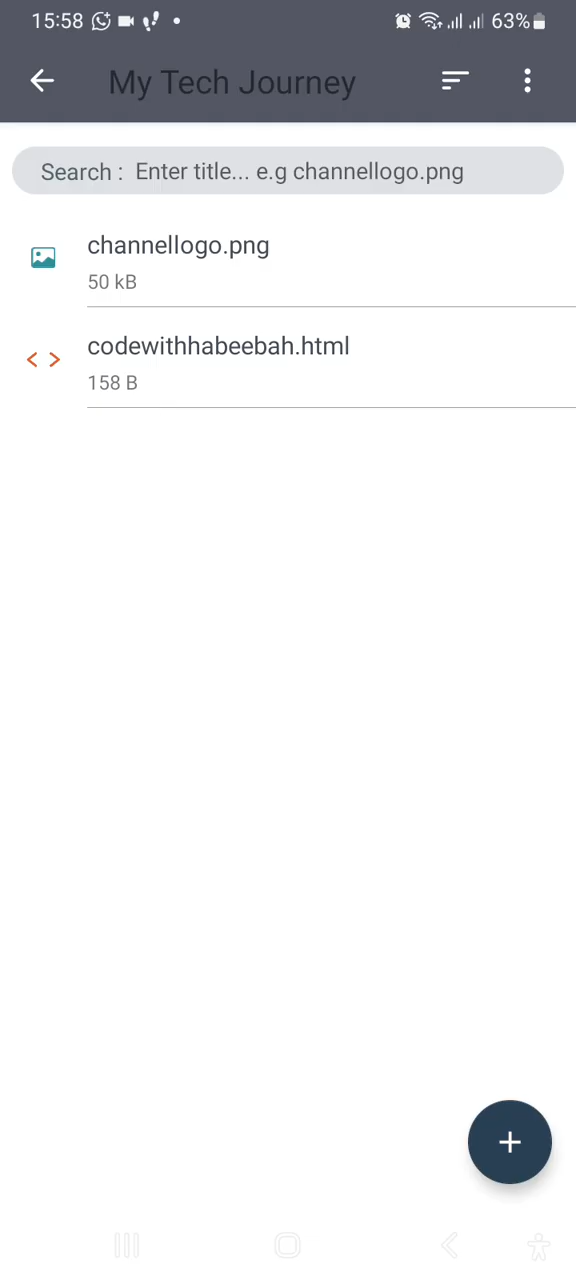 15:58 63%
My Tech Journey
Search : Enter title... e.g channellogo.png
channellogo.png
50 kB
codewithhabeebah.html
158 B